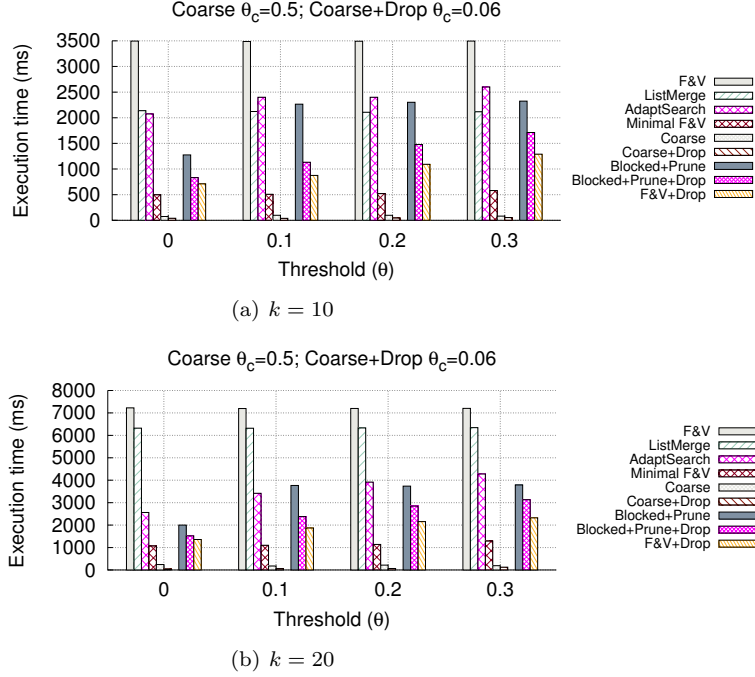 Coarse θc=0.5; Coarse+Drop θc=0.06
Execution time (ms)
3500
3000
2500
2000
1500
1000
500
0
0 0.1 0.2 0.3
Threshold (θ)
F&V
ListMerge
AdaptSearch
Minimal F&V
Coarse
Coarse+Drop
Blocked+Prune
Blocked+Prune+Drop
F&V+Drop
(a) k = 10
Coarse θc=0.5; Coarse+Drop θc=0.06
Execution time (ms)
8000
7000
6000
5000
4000
3000
2000
1000
0
0 0.1 0.2 0.3
Threshold (θ)
F&V
ListMerge
AdaptSearch
Minimal F&V
Coarse
Coarse+Drop
Blocked+Prune
Blocked+Prune+Drop
F&V+Drop
(b) k = 20